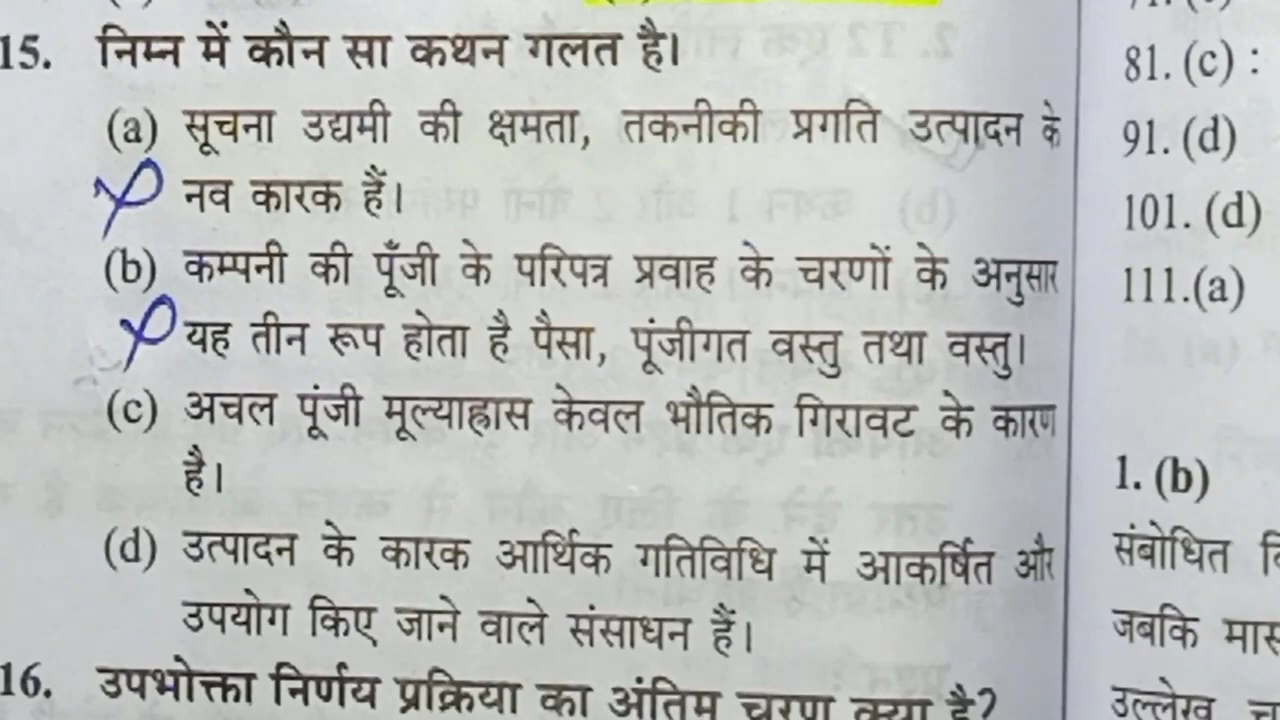 15. निम्न में कौन सा कथन गलत है।
(a) सूचना उद्यमी की क्षमता, तकनीकी प्रगति उत्पादन के
नव कारक हैं।
(b) कम्पनी की पूँजी के परिपत्र प्रवाह के चरणों के अनुसार
यह तीन रूप होता है पैसा, पूंजीगत वस्तु तथा वस्तु।
(c) अचल पूंजी मूल्याह्रास केवल भौतिक गिरावट के कारण
है।
(d) उत्पादन के कारक आर्थिक गतिविधि में आकर्षित और
उपयोग किए जाने वाले संसाधन हैं।
16. उपभोक्ता निर्णय प्रक्रिया का अंतिम चरण क्या है?
81. (c) :
91. (d)
101. (d)
111.(a)
1. (b)
संबोधित
जबकि
उल्लेख